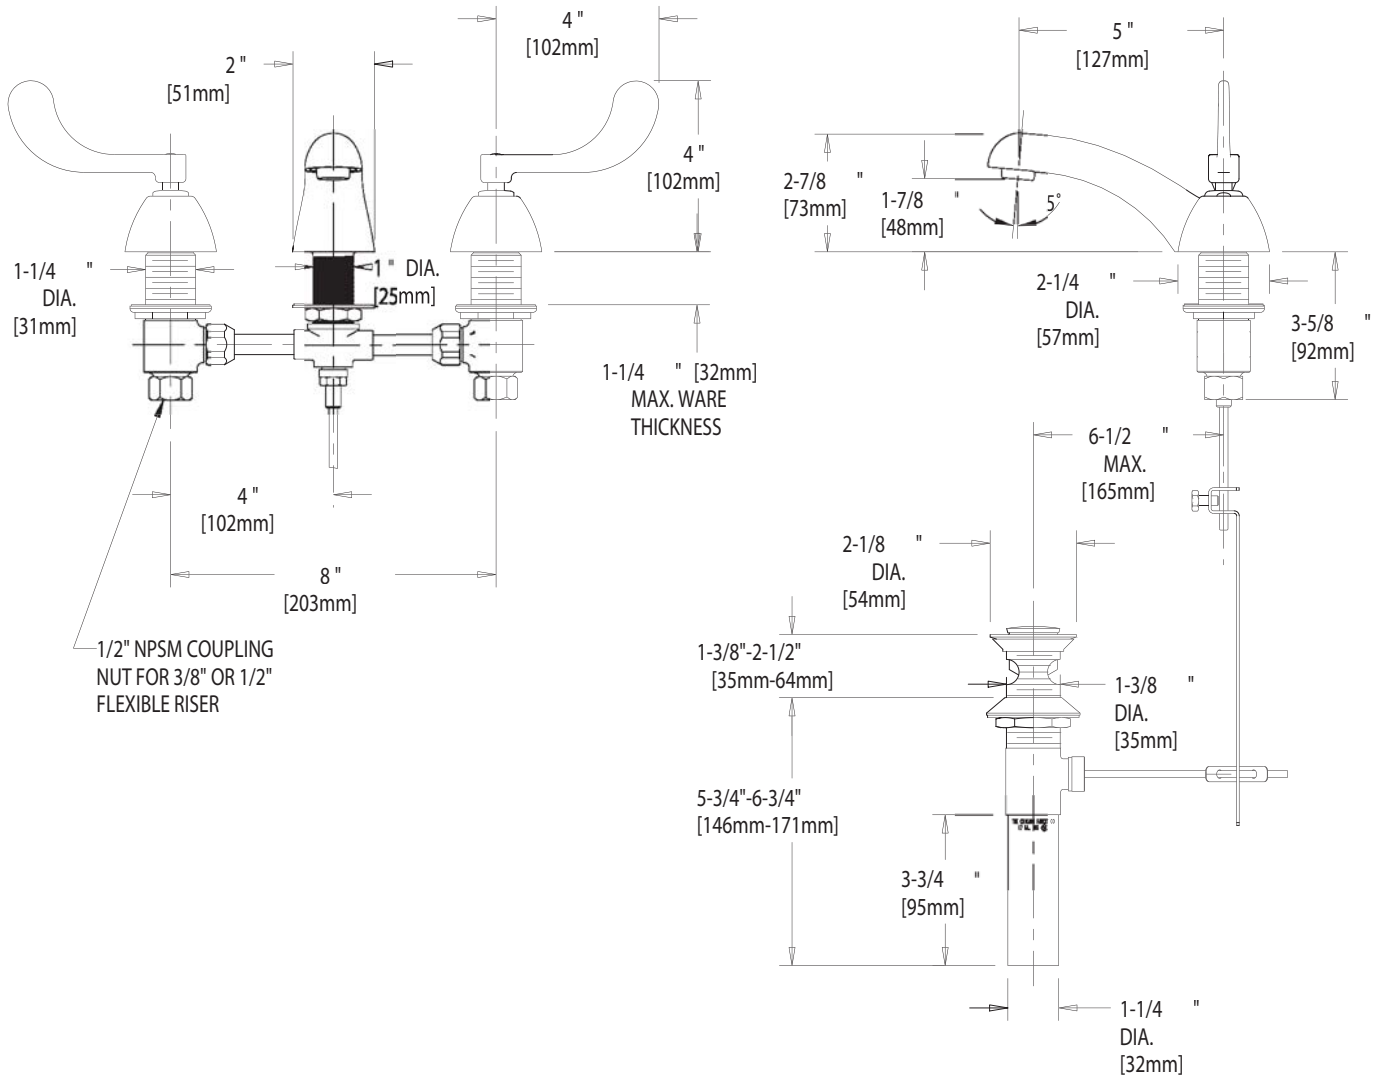 4 "
[102mm]
2 "
[51mm]
4 "
[102mm]
1-1/4 "
DIA.
[31mm]
1 " DIA.
[25mm]
1-1/4 " [32mm]
MAX. WARE
THICKNESS
4 "
[102mm]
8 "
[203mm]
1/2" NPSM COUPLING
NUT FOR 3/8" OR 1/2"
FLEXIBLE RISER
5 "
[127mm]
2-7/8 "
[73mm]
1-7/8 "
[48mm]
5°
2-1/4 "
DIA.
[57mm]
3-5/8 "
[92mm]
6-1/2 "
MAX.
[165mm]
2-1/8 "
DIA.
[54mm]
1-3/8"-2-1/2"
[35mm-64mm]
1-3/8 "
DIA.
[35mm]
5-3/4"-6-3/4"
[146mm-171mm]
3-3/4 "
[95mm]
1-1/4 "
DIA.
[32mm]